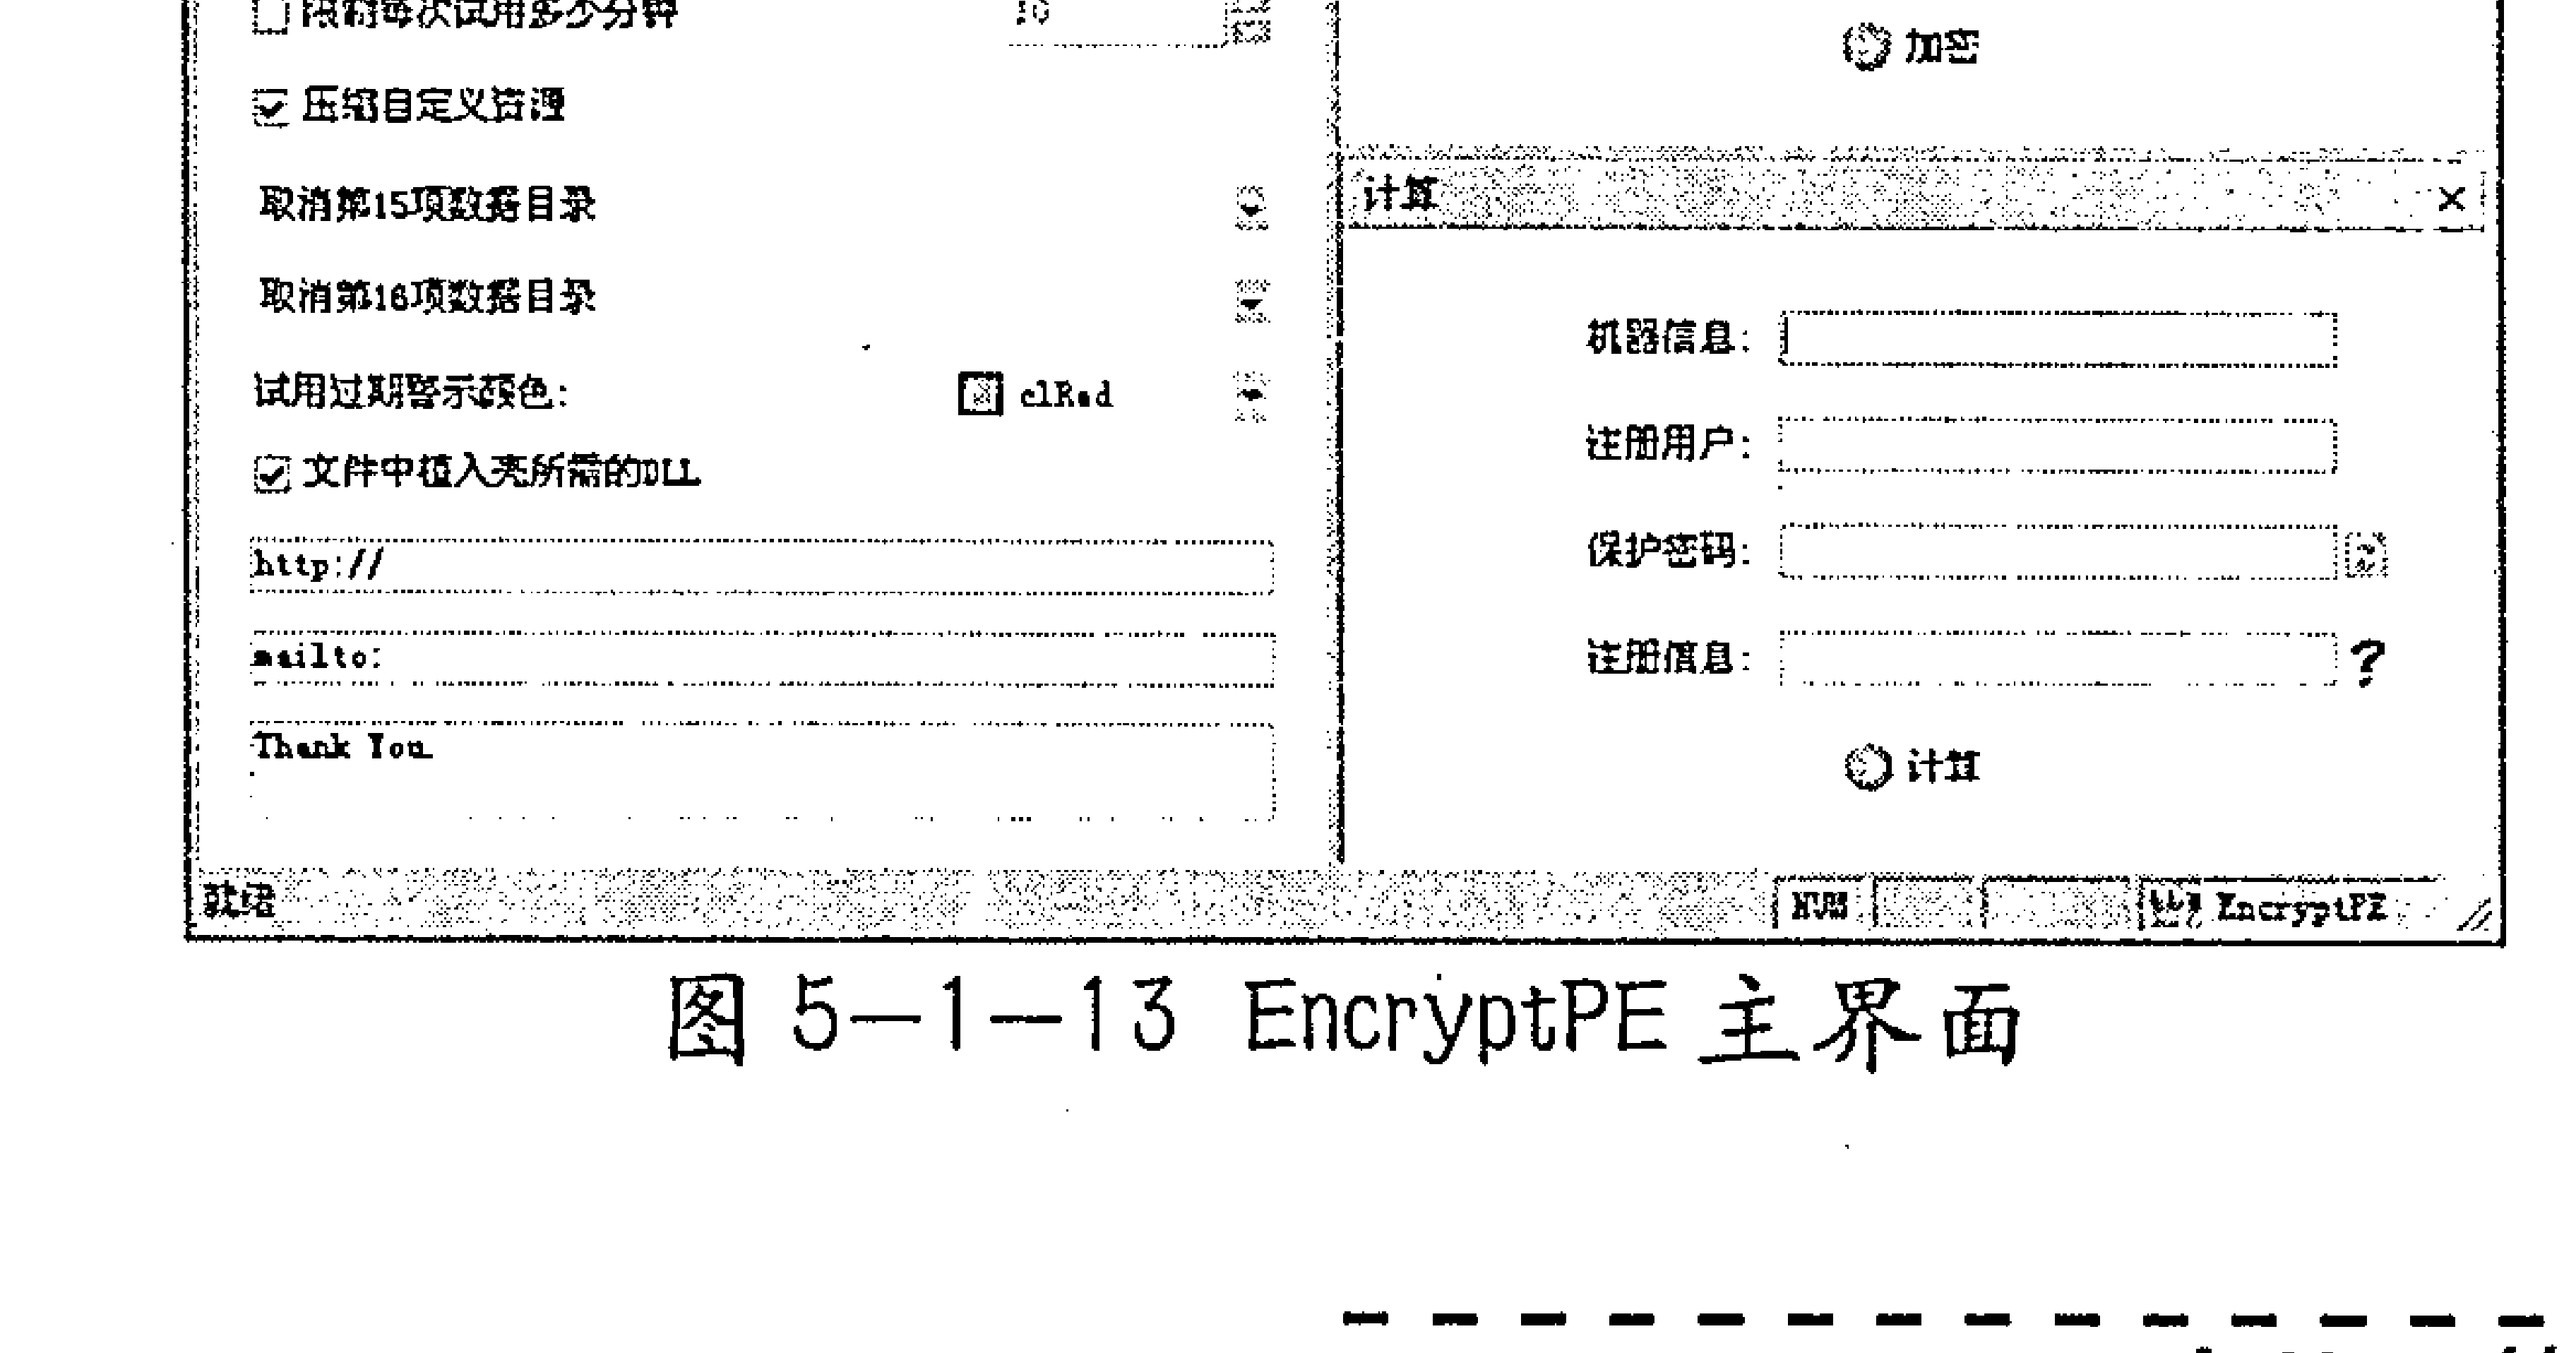 限制每次试用多少分钟
10
压缩自定义资源
取消第15项数据目录
取消第16项数据目录
试用过期警示颜色:
clRed
文件中植入壳所需的DLL
http://
mailto:
Thank You
加密
计算
机器信息:
注册用户:
保护密码:
注册信息:
?
计算
就绪
NUM
EncryptPE
图 5-1-13 EncryptPE 主界面